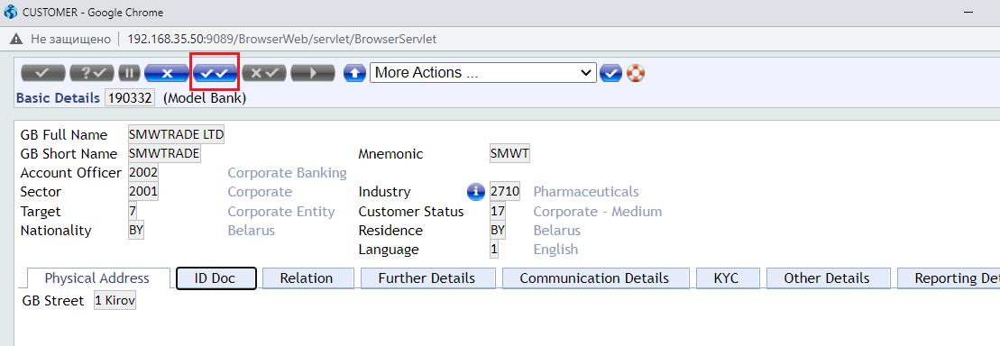 CUSTOMER - Google Chrome
Не защищено | 192.168.35.50:9089/BrowserWeb/servlet/BrowserServlet
More Actions ...
Basic Details 190332 (Model Bank)
GB Full Name SMWTRADE LTD
GB Short Name SMWTRADE Mnemonic SMWT
Account Officer 2002 Corporate Banking
Sector 2001 Corporate Industry 2710 Pharmaceuticals
Target 7 Corporate Entity Customer Status 17 Corporate - Medium
Nationality BY Belarus Residence BY Belarus
Language 1 English
Physical Address ID Doc Relation Further Details Communication Details KYC Other Details Reporting Det
GB Street 1 Kirov